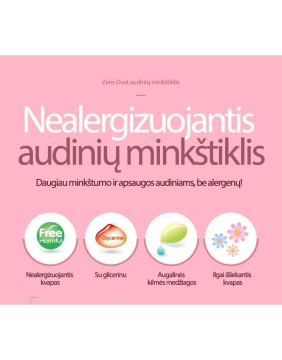 Zero-Dust audinių minkštiklis
Nealergizuojantis
audinių minkštiklis
Daugiau minkštumo ir apsaugos audiniams, be alergenų!
Free
Harmful
Glycerine
Nealergizuojantis
kvapas
Su glicerinu
Augalinės
kilmės medžiagos
Ilgai išliekantis
kvapas